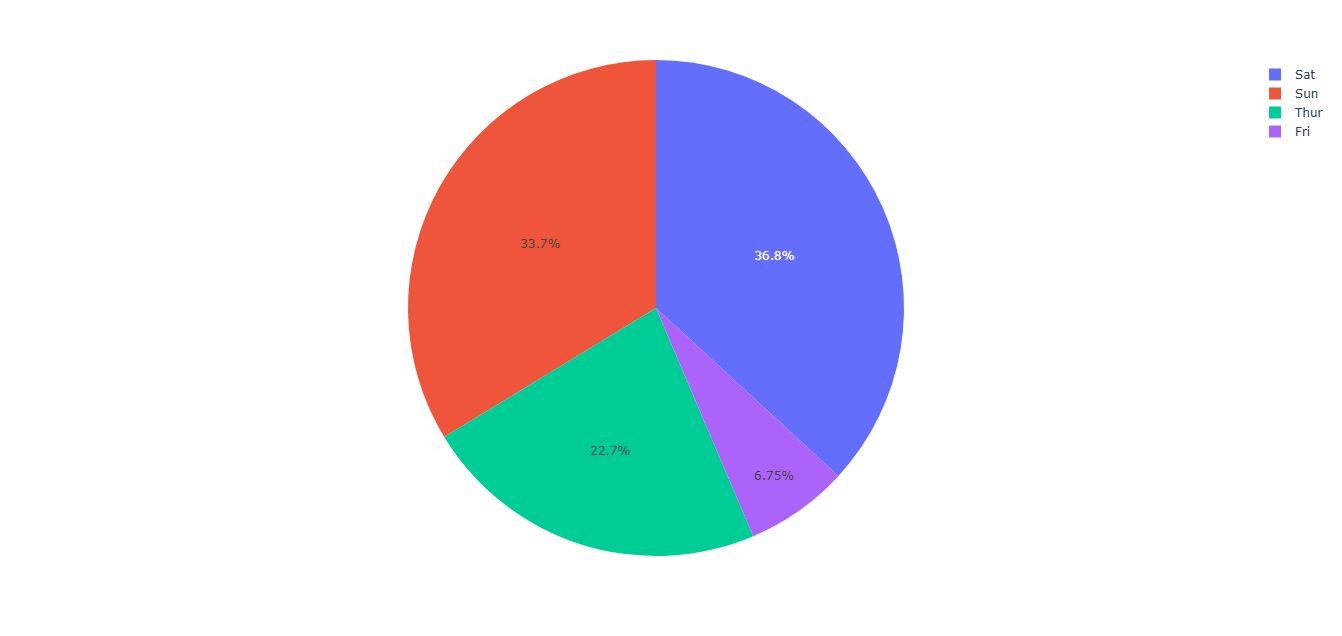 Sat
Sun
Thur
Fri
33.7%
36.8%
22.7%
6.75%